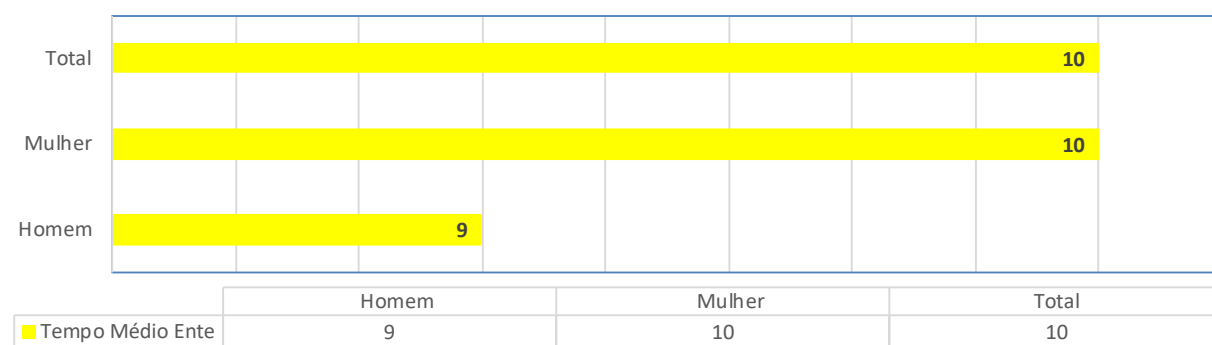 Total 10
Mulher 10
Homem 9
Homem Mulher Total
Tempo Médio Ente 9 10 10